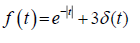 f(t) = e^{-|t|} + 3δ(t)